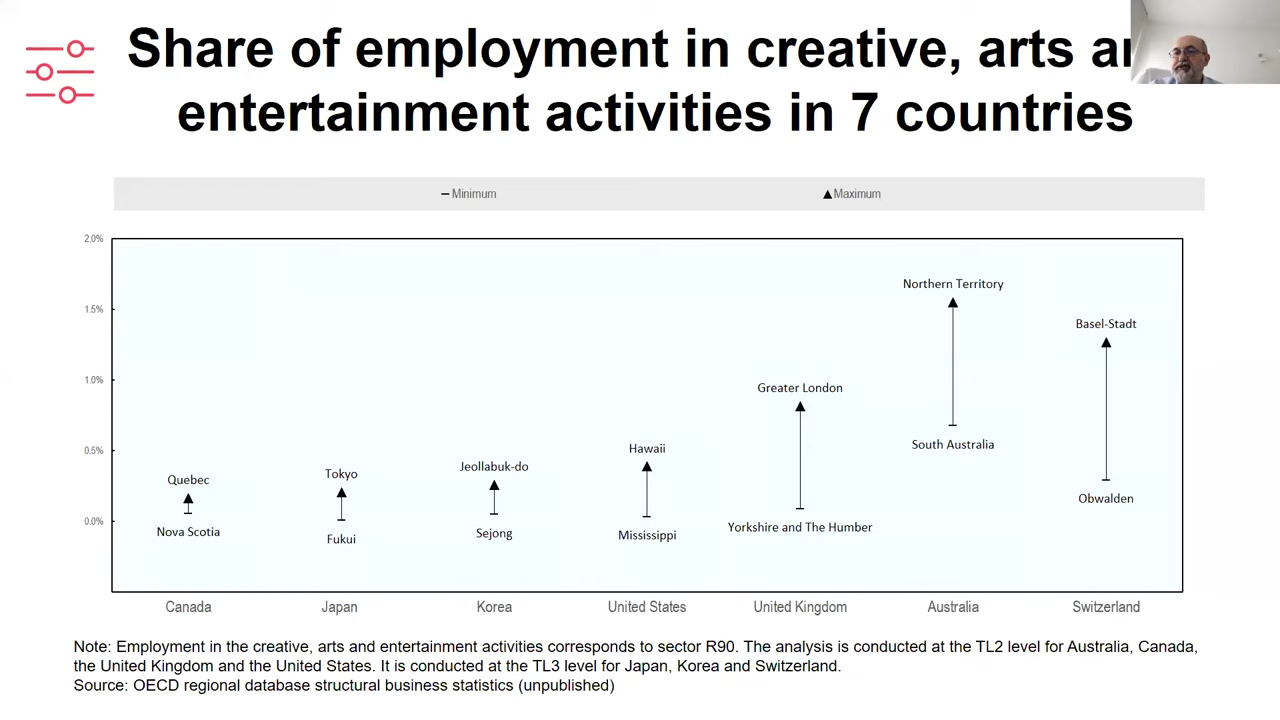 Share of employment in creative, arts
entertainment activities in 7 countries
Minimum
Maximum
2.0%
1.5%
1.0%
0.5%
0.0%
Northern Territory
Basel-Stadt
Greater London
Hawaii
South Australia
Jeollabuk-do
Tokyo
Quebec
Obwalden
Yorkshire and The Humber
Nova Scotia
Sejong
Mississippi
Fukui
Canada
Japan
Korea
United States
United Kingdom
Australia
Switzerland
Note: Employment in the creative, arts and entertainment activities corresponds to sector R90. The analysis is conducted at the TL2 level for Australia, Canada,
the United Kingdom and the United States. It is conducted at the TL3 level for Japan, Korea and Switzerland.
Source: OECD regional database structural business statistics (unpublished)